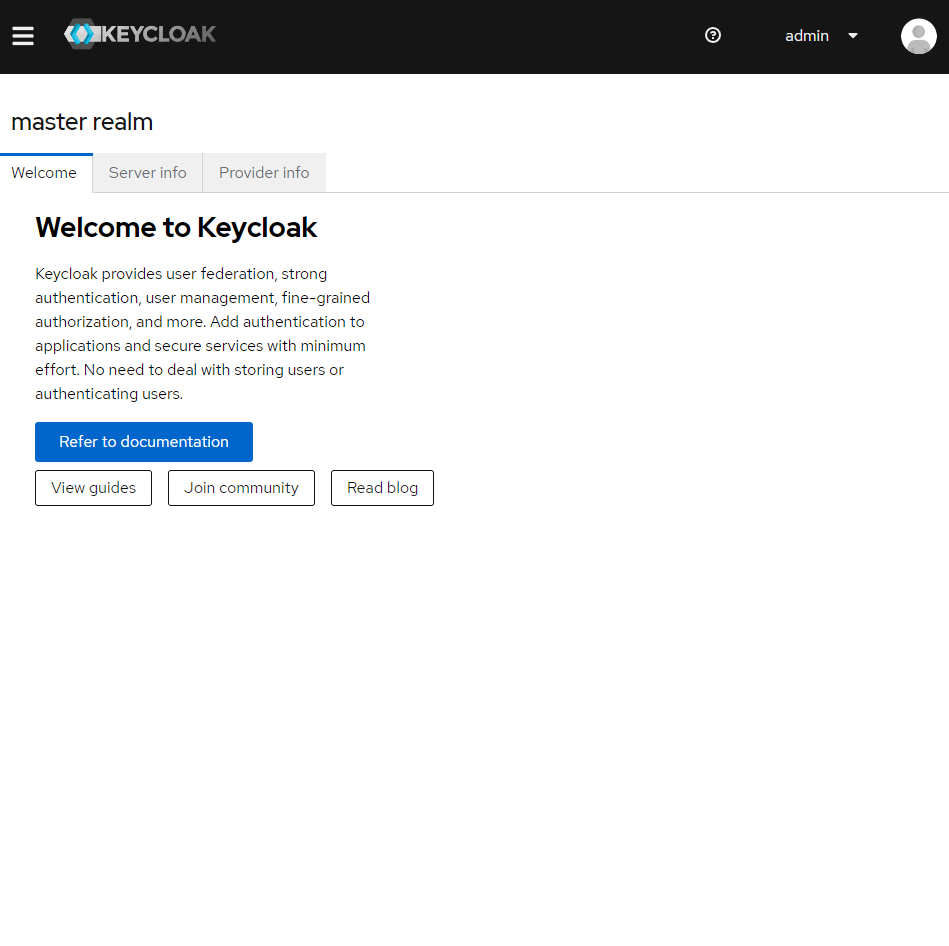 KEYCLOAK
admin
master realm
Welcome
Server info
Provider info
Welcome to Keycloak
Keycloak provides user federation, strong
authentication, user management, fine-grained
authorization, and more. Add authentication to
applications and secure services with minimum
effort. No need to deal with storing users or
authenticating users.
Refer to documentation
View guides
Join community
Read blog